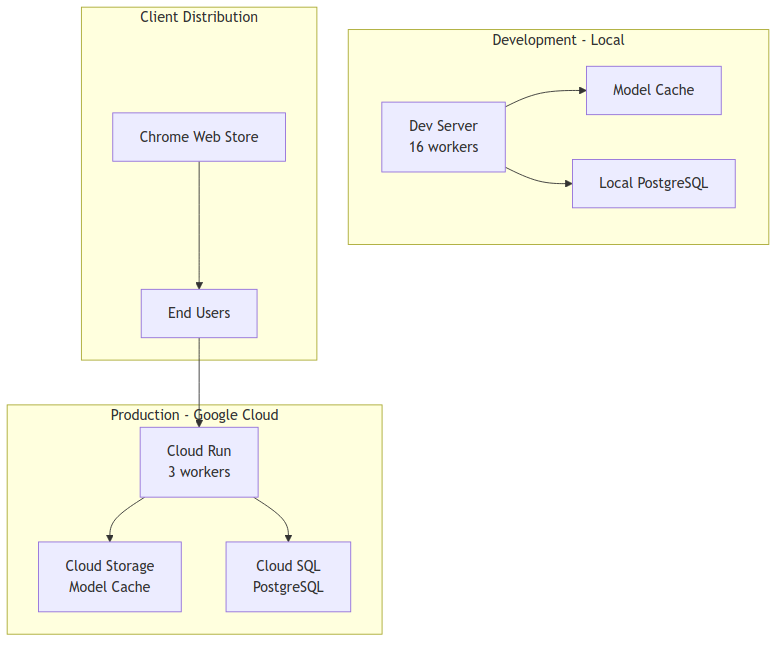 Client Distribution
Chrome Web Store
End Users
Development - Local
Dev Server
16 workers
Model Cache
Local PostgreSQL
Production - Google Cloud
Cloud Run
3 workers
Cloud Storage
Model Cache
Cloud SQL
PostgreSQL